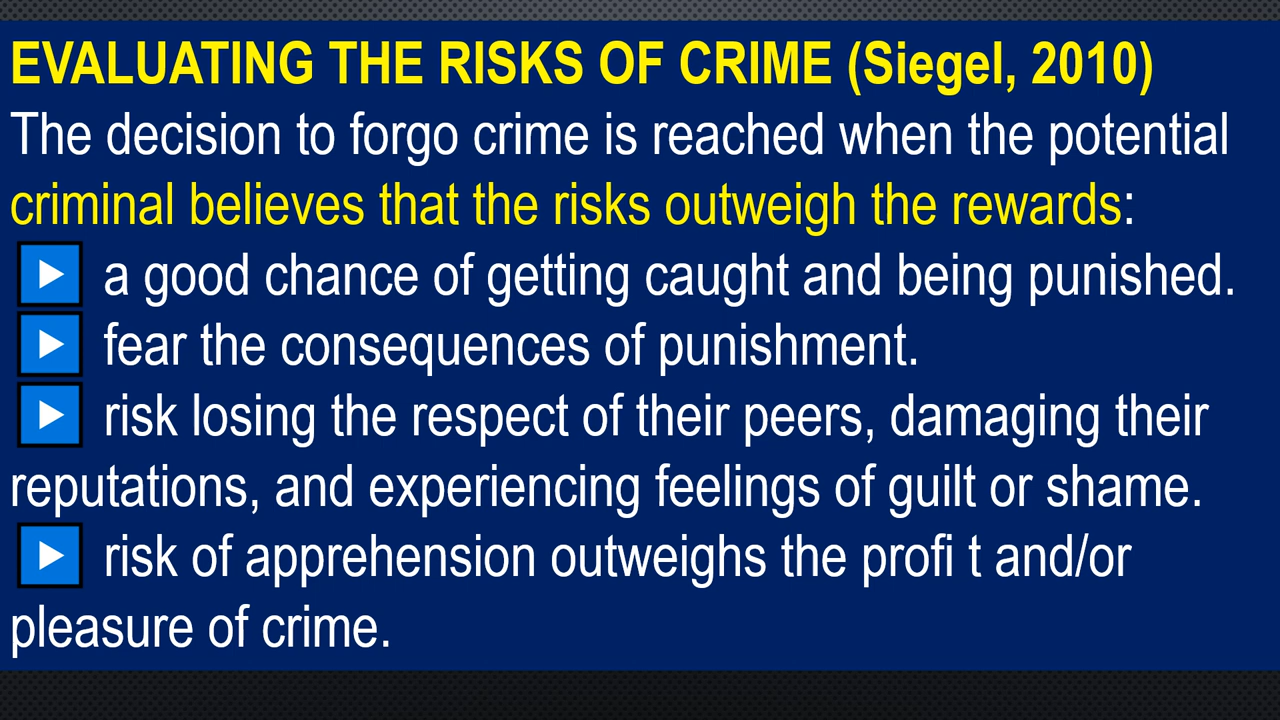 EVALUATING THE RISKS OF CRIME (Siegel, 2010)
The decision to forgo crime is reached when the potential
criminal believes that the risks outweigh the rewards:
▶ a good chance of getting caught and being punished.
▶ fear the consequences of punishment.
▶ risk losing the respect of their peers, damaging their
reputations, and experiencing feelings of guilt or shame.
▶ risk of apprehension outweighs the profi t and/or
pleasure of crime.